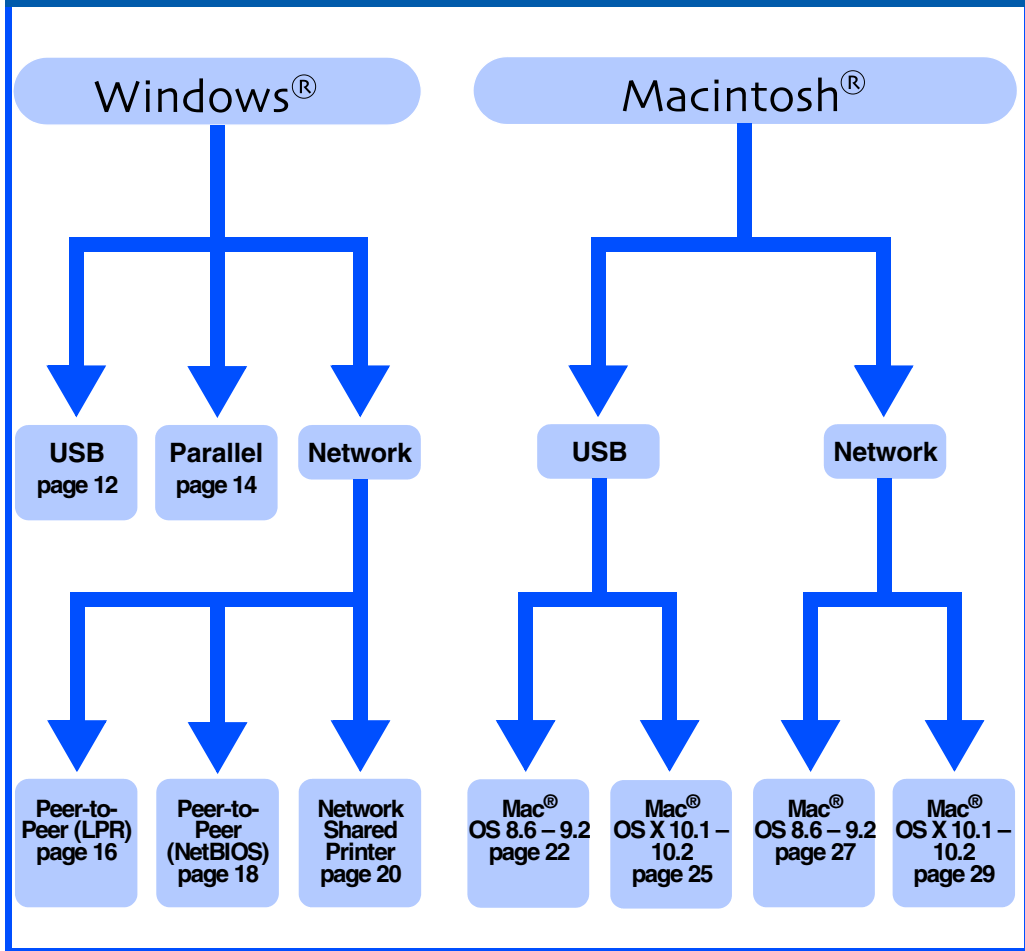 Windows®
Macintosh®
USB
page 12
Parallel
page 14
Network
USB
Network
Peer-to-
Peer (LPR)
page 16
Peer-to-
Peer
(NetBIOS)
page 18
Network
Shared
Printer
page 20
Mac®
OS 8.6 – 9.2
page 22
Mac®
OS X 10.1 –
10.2
page 25
Mac®
OS 8.6 – 9.2
page 27
Mac®
OS X 10.1 –
10.2
page 29